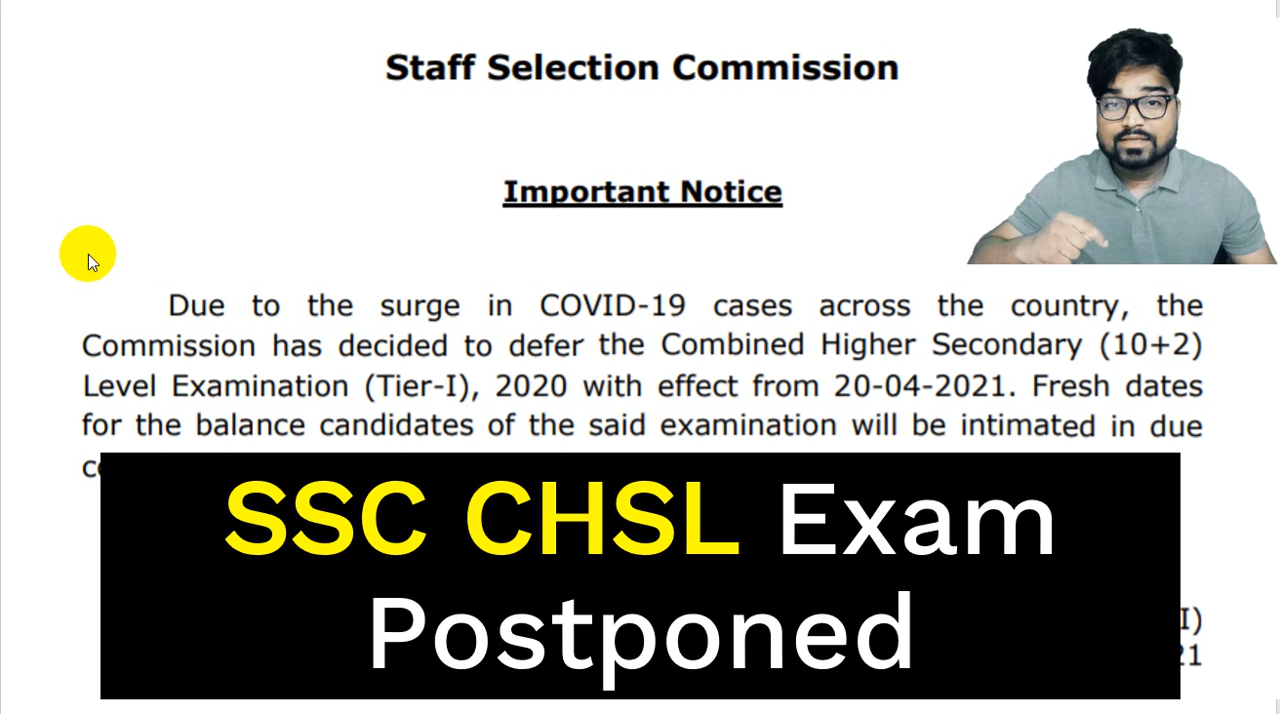 Staff Selection Commission
Important Notice
Due to the surge in COVID-19 cases across the country, the
Commission has decided to defer the Combined Higher Secondary (10+2)
Level Examination (Tier-I), 2020 with effect from 20-04-2021. Fresh dates
for the balance candidates of the said examination will be intimated in due
SSC CHSL Exam
Postponed
I)
21